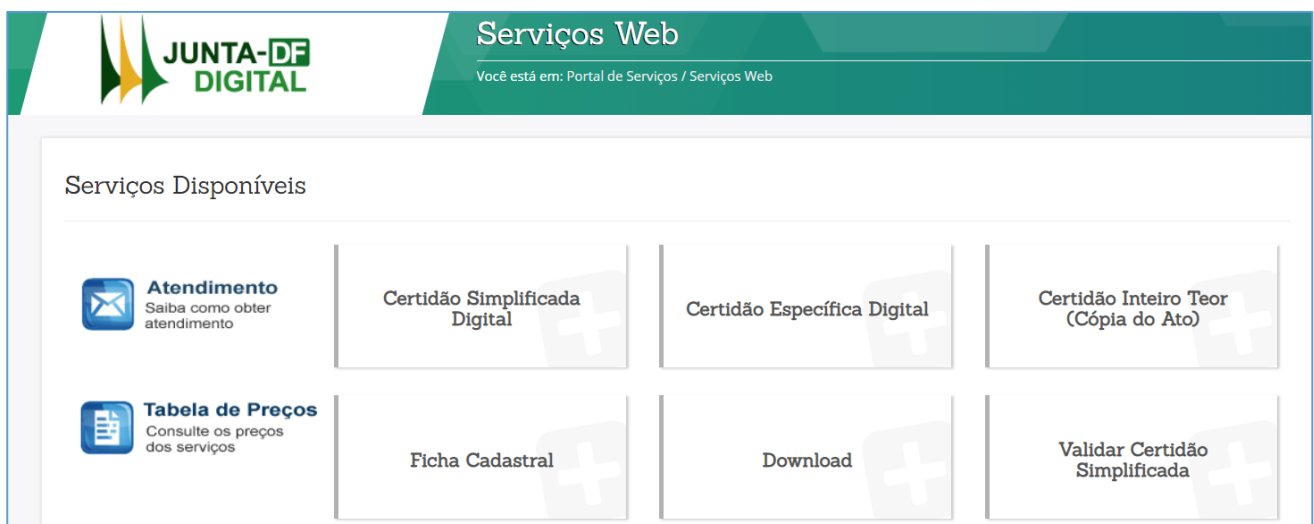 JUNTA-DF
DIGITAL
Serviços Web
Você está em: Portal de Serviços / Serviços Web
Serviços Disponíveis
Atendimento
Saiba como obter
atendimento
Certidão Simplificada
Digital
Certidão Específica Digital
Certidão Inteiro Teor
(Cópia do Ato)
Tabela de Preços
Consulte os preços
dos serviços
Ficha Cadastral
Download
Validar Certidão
Simplificada